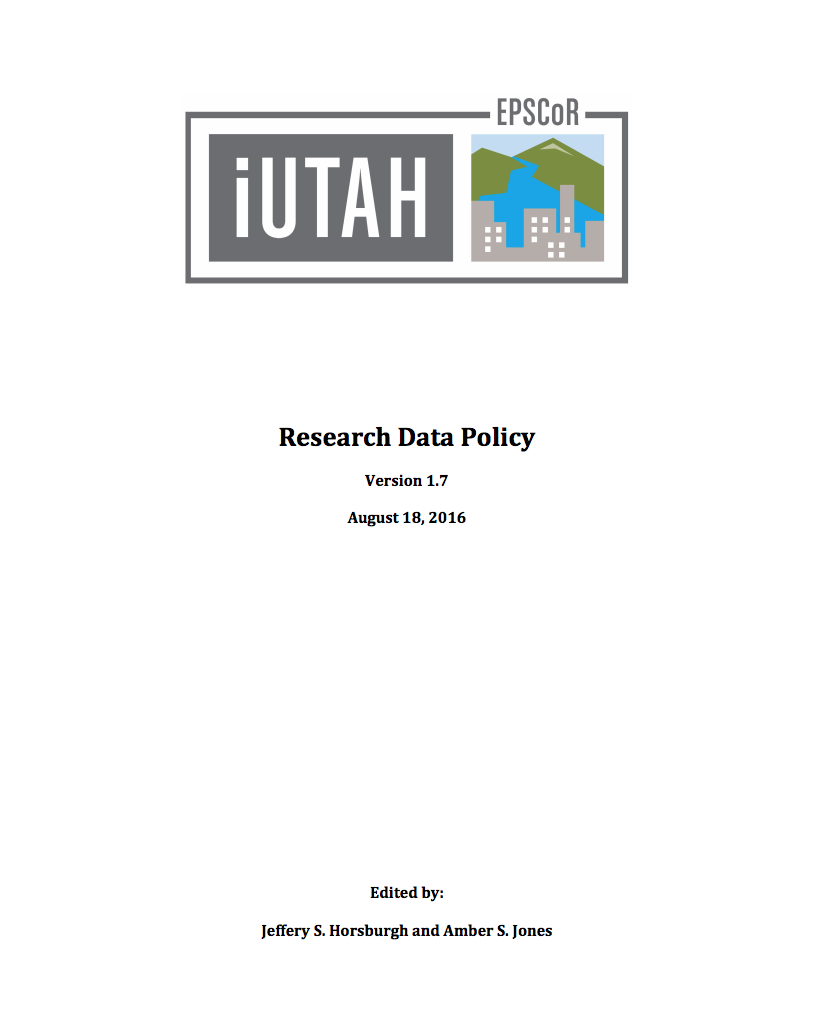 EPSCoR
iUTAH
Research Data Policy
Version 1.7
August 18, 2016
Edited by:
Jeffery S. Horsburgh and Amber S. Jones